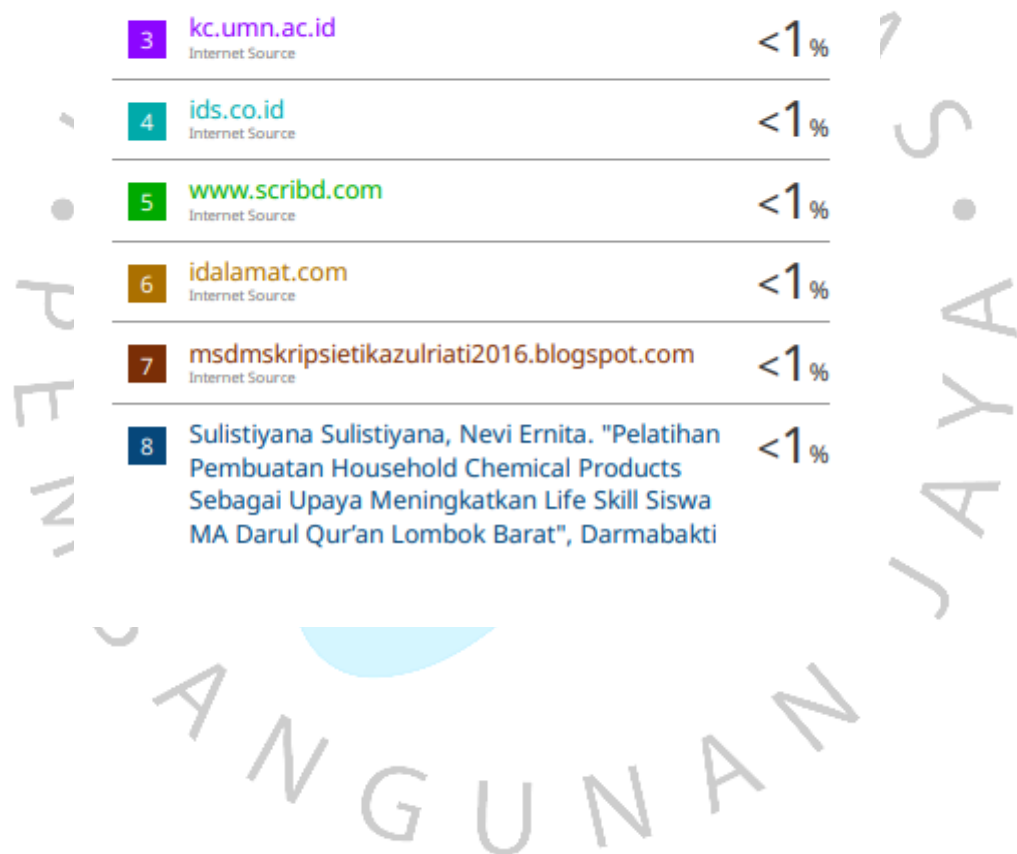 3 kc.umn.ac.id <1%
Internet Source
4 ids.co.id <1%
Internet Source
5 www.scribd.com <1%
Internet Source
6 idalamat.com <1%
Internet Source
7 msdmskripsietikazulriati2016.blogspot.com <1%
Internet Source
8 Sulistiyana Sulistiyana, Nevi Ernita. "Pelatihan <1%
Pembuatan Household Chemical Products
Sebagai Upaya Meningkatkan Life Skill Siswa
MA Darul Qur’an Lombok Barat", Darmabakti
P E M
A N G U N A N
J A Y A
S